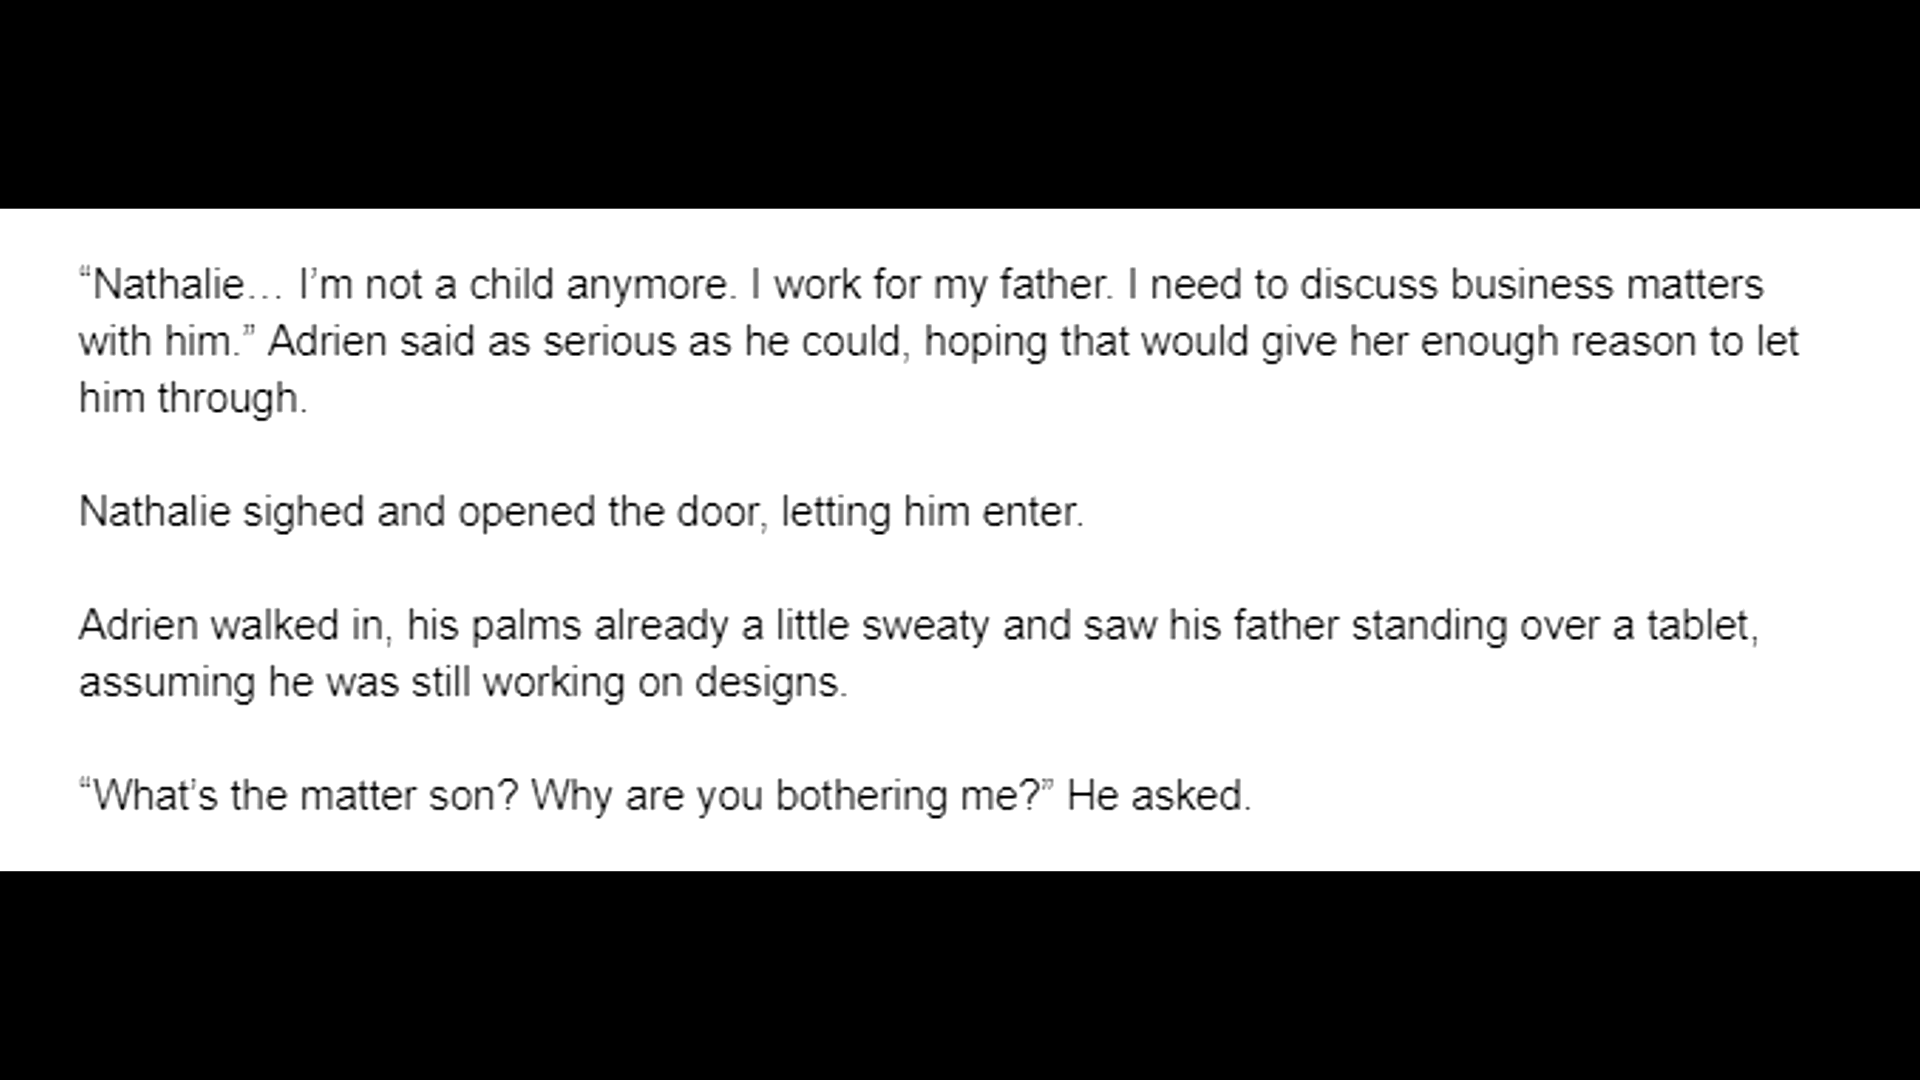 “Nathalie… I’m not a child anymore. I work for my father. I need to discuss business matters
with him.” Adrien said as serious as he could, hoping that would give her enough reason to let
him through.
Nathalie sighed and opened the door, letting him enter.
Adrien walked in, his palms already a little sweaty and saw his father standing over a tablet,
assuming he was still working on designs.
“What’s the matter son? Why are you bothering me?” He asked.